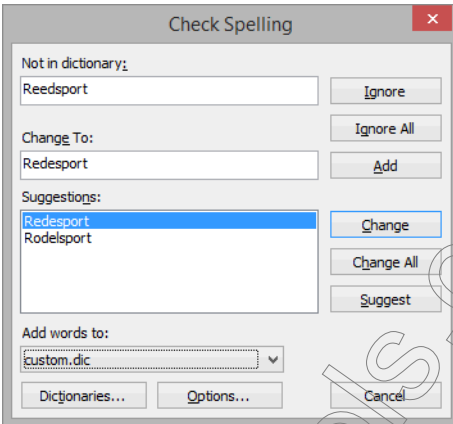 Check Spelling
×
Not in dictionary:
Reedsport
Ignore
Ignore All
Change To:
Redesport
Add
Suggestions:
Redesport
Rodelsport
Change
Change All
Suggest
Add words to:
custom.dic
Dictionaries...
Options...
Cancel